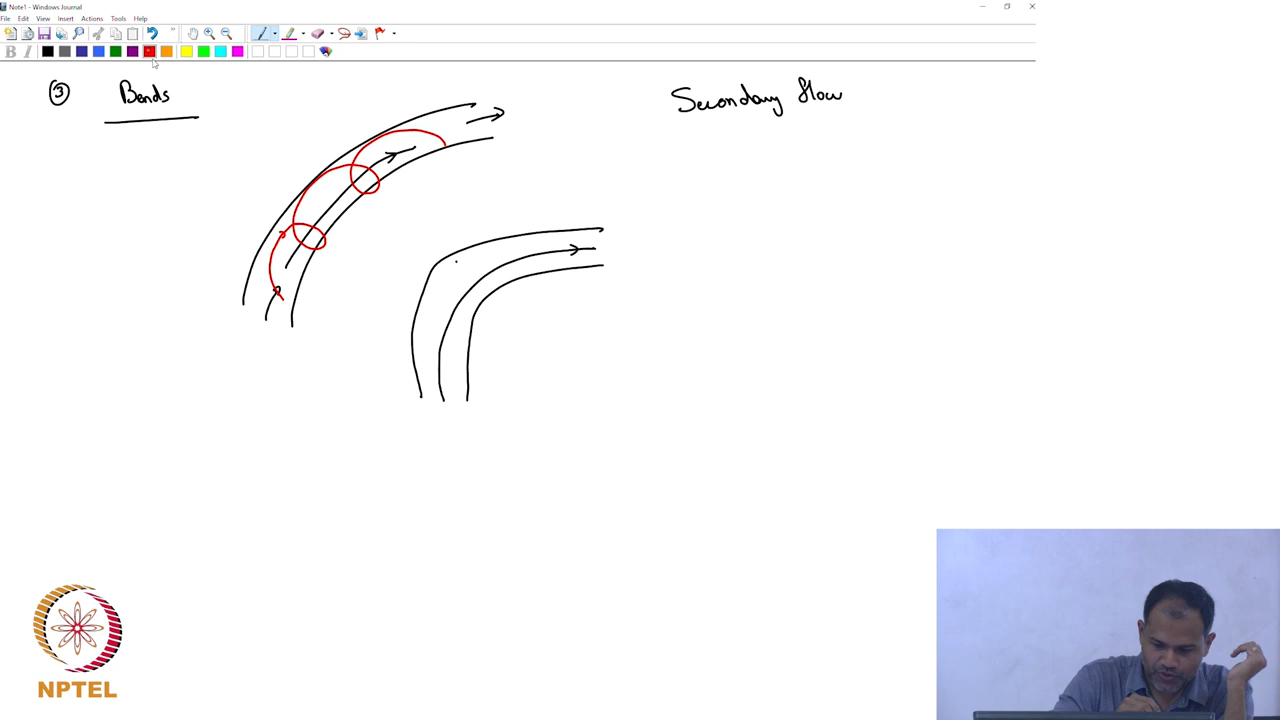 Note1 - Windows Journal
File Edit View Insert Actions Tools Help
B I
③ Bends
Secondary flow
NPTEL